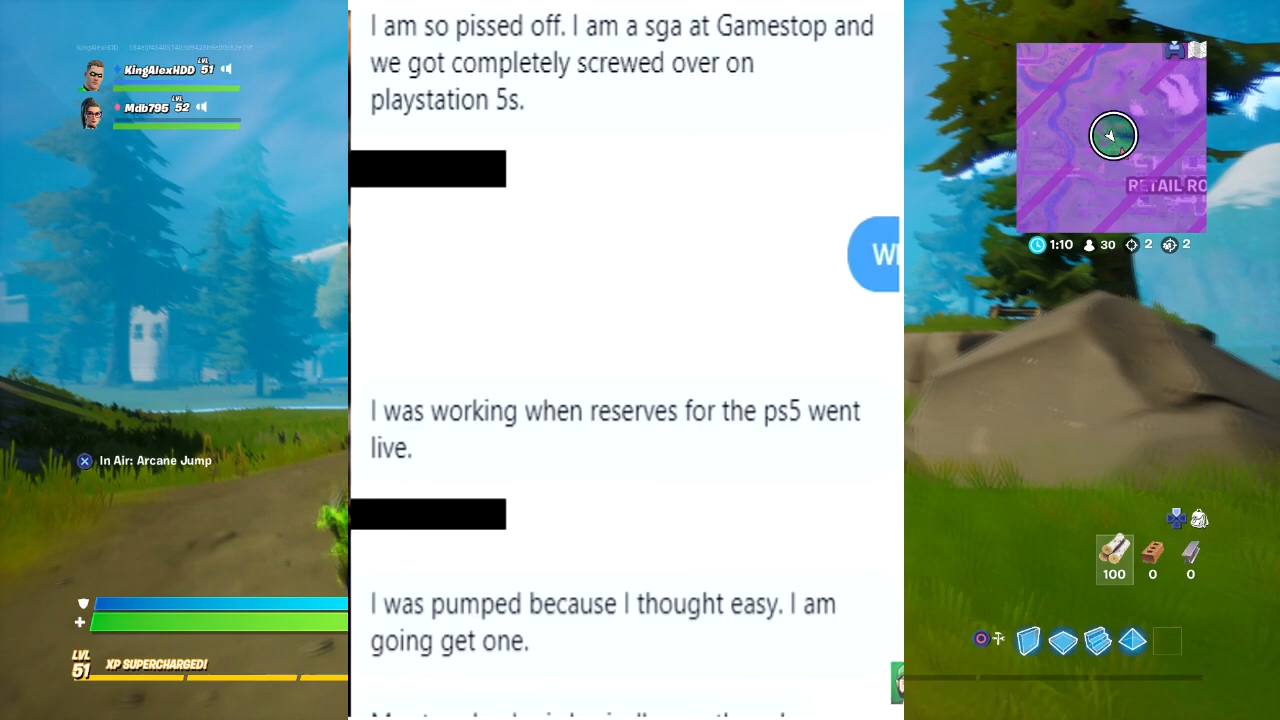 KingAlexHDD
KingAlexHDD LVL 51
Mdb795 LVL 52
In Air: Arcane Jump
LVL
51 XP SUPERCHARGED!
I am so pissed off. I am a sga at Gamestop and
we got completely screwed over on
playstation 5s.
I was working when reserves for the ps5 went
live.
I was pumped because I thought easy. I am
going get one.
RETAIL RO
1:10 30 2 2
100 0 0